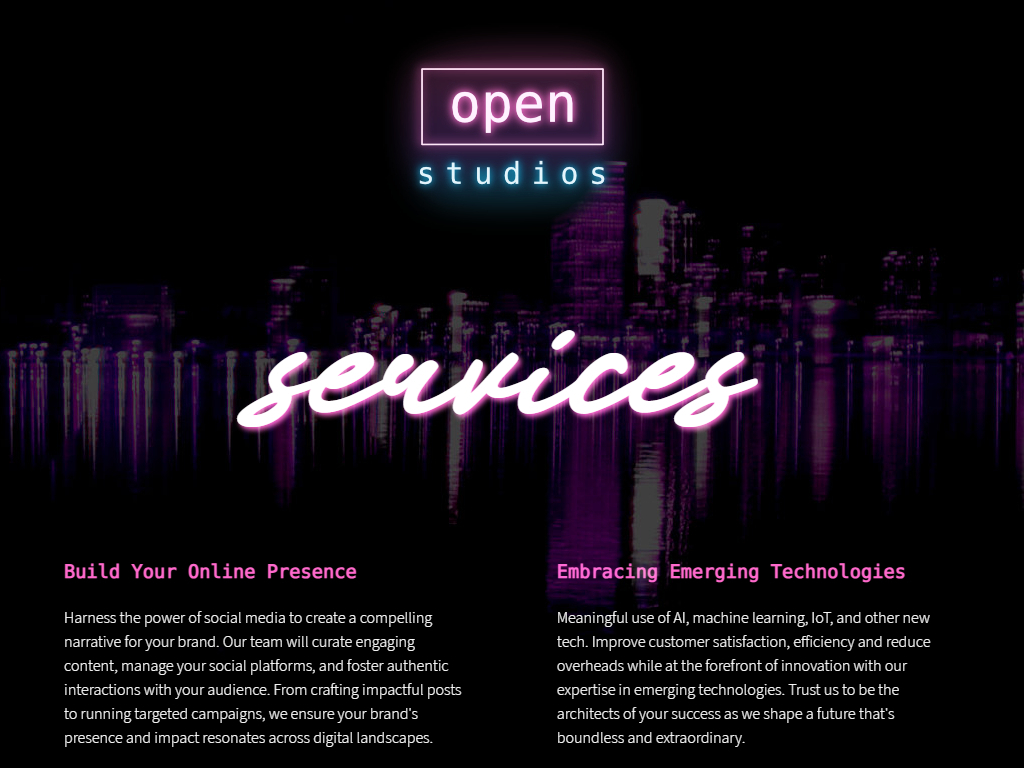 open
studios
services
Build Your Online Presence
Harness the power of social media to create a compelling
narrative for your brand. Our team will curate engaging
content, manage your social platforms, and foster authentic
interactions with your audience. From crafting impactful posts
to running targeted campaigns, we ensure your brand's
presence and impact resonates across digital landscapes.
Embracing Emerging Technologies
Meaningful use of AI, machine learning, IoT, and other new
tech. Improve customer satisfaction, efficiency and reduce
overheads while at the forefront of innovation with our
expertise in emerging technologies. Trust us to be the
architects of your success as we shape a future that's
boundless and extraordinary.